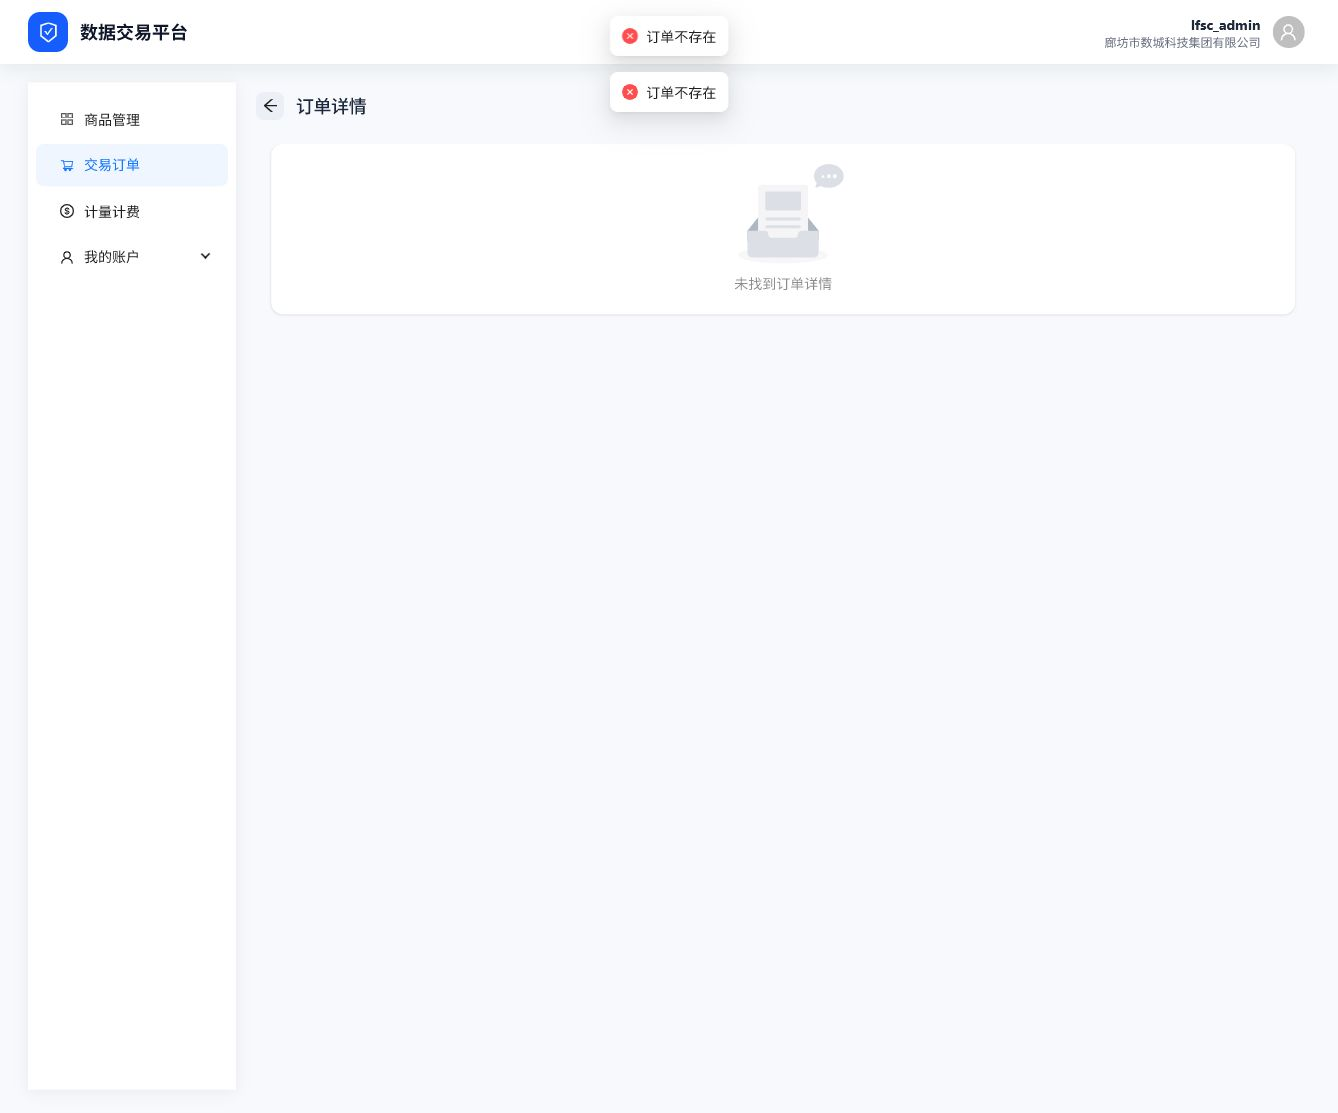 数据交易平台
订单不存在
lfsc_admin
廊坊市数城科技集团有限公司
订单不存在
商品管理
交易订单
计量计费
我的账户
订单详情
未找到订单详情